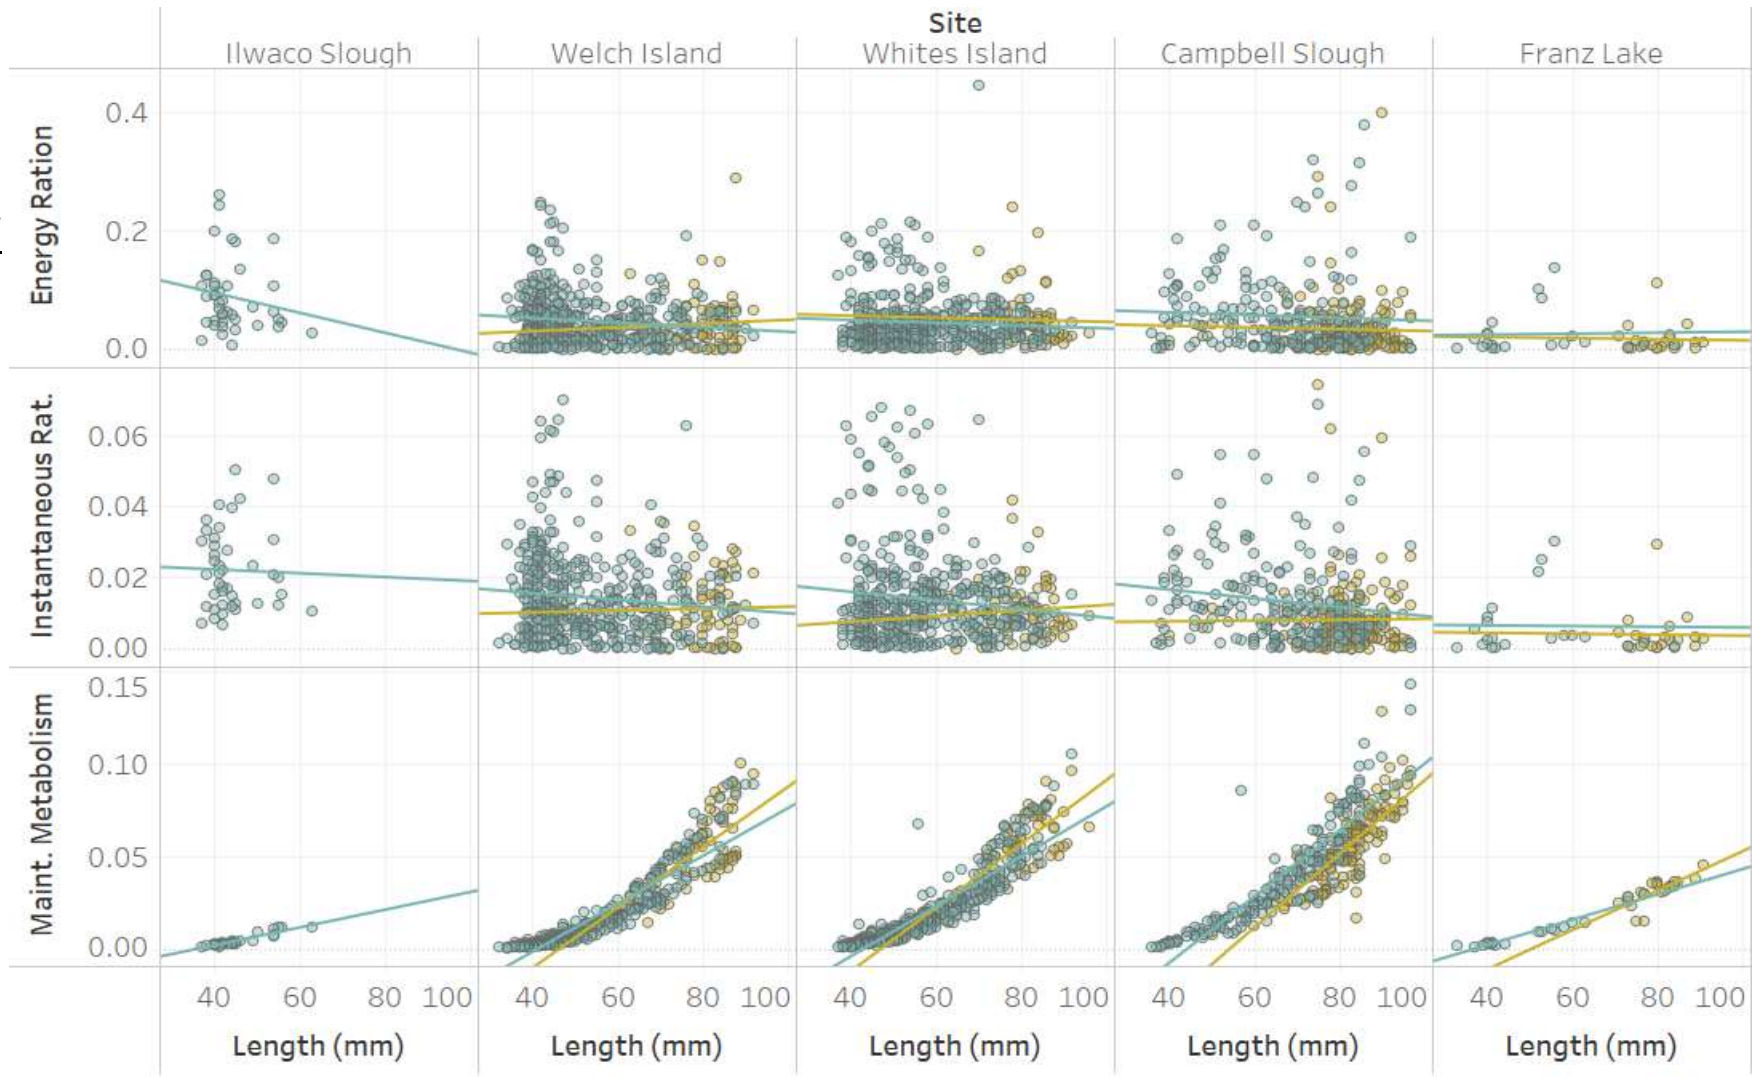 Site
Ilwaco Slough Welch Island Whites Island Campbell Slough Franz Lake
Energy Ration
0.4
0.2
0.0
Instantaneous Rat.
0.06
0.04
0.02
0.00
Maint. Metabolism
0.15
0.10
0.05
0.00
40 60 80 100 40 60 80 100 40 60 80 100 40 60 80 100 40 60 80 100
Length (mm) Length (mm) Length (mm) Length (mm) Length (mm)